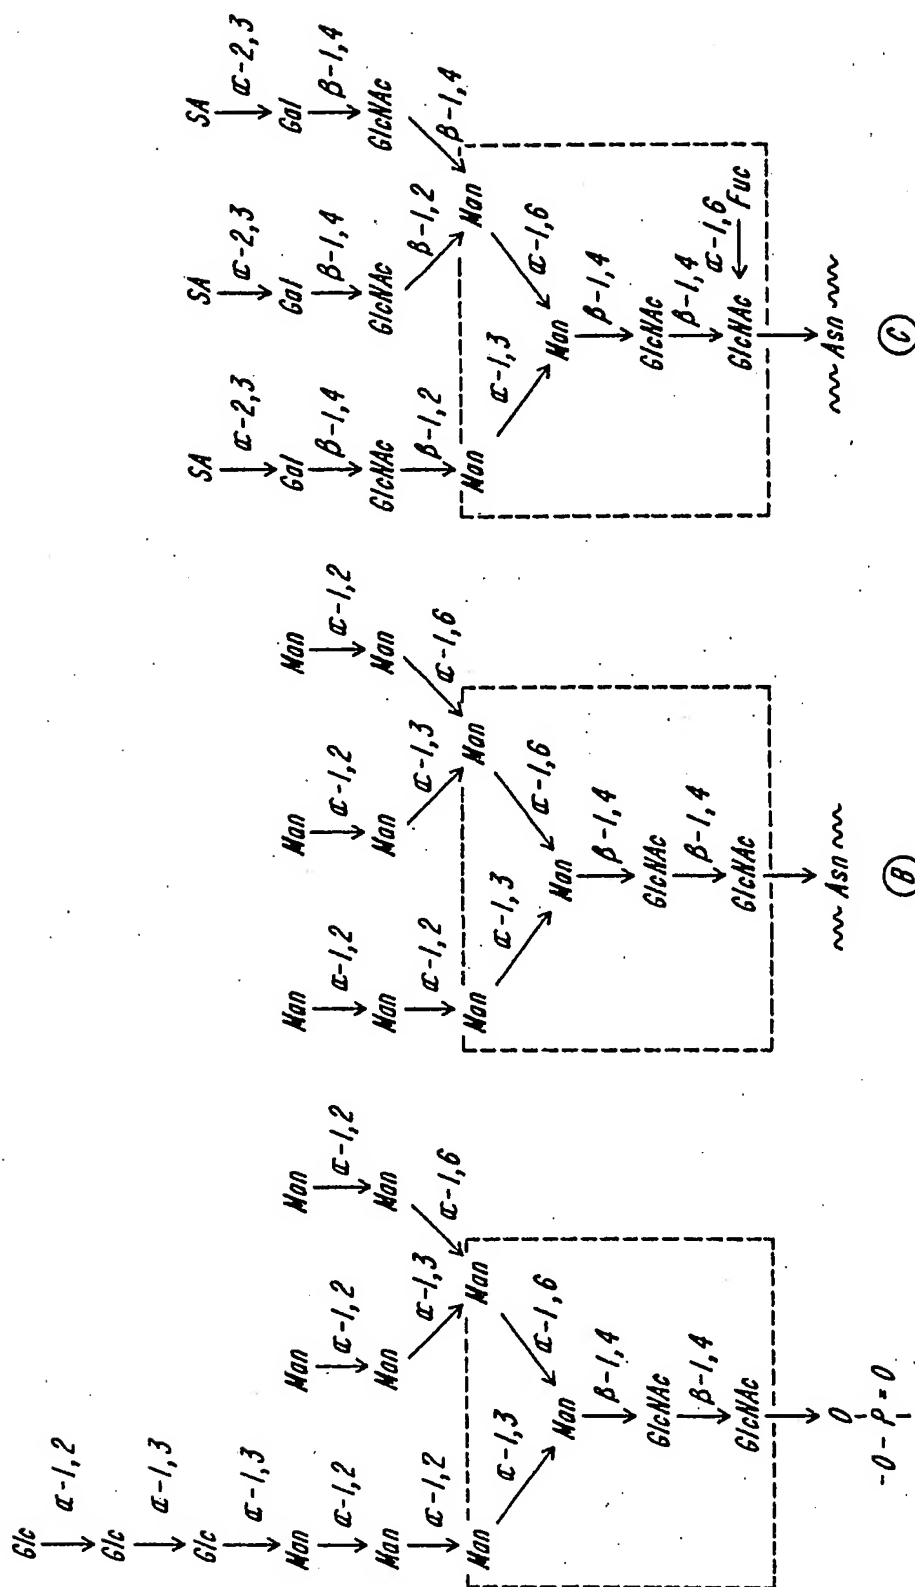 Glc
α-1,2
Glc
α-1,3
Glc
α-1,3
Man Man Man
α-1,2 α-1,2 α-1,2
Man Man Man
α-1,2 α-1,3 α-1,6
Man Man
α-1,3 α-1,6
Man
β-1,4
GlcNAc
β-1,4
GlcNAc
O
-O-P=O
Man Man Man
α-1,2 α-1,2 α-1,2
Man Man Man
α-1,2 α-1,3 α-1,6
Man Man
α-1,3 α-1,6
Man
β-1,4
GlcNAc
β-1,4
GlcNAc
Asn
B
SA SA SA
α-2,3 α-2,3 α-2,3
Gal Gal Gal
β-1,4 β-1,4 β-1,4
GlcNAc GlcNAc GlcNAc
β-1,2 β-1,2 β-1,4
Man Man
α-1,3 α-1,6
Man
β-1,4
GlcNAc
β-1,4 α-1,6
GlcNAc Fuc
Asn
C